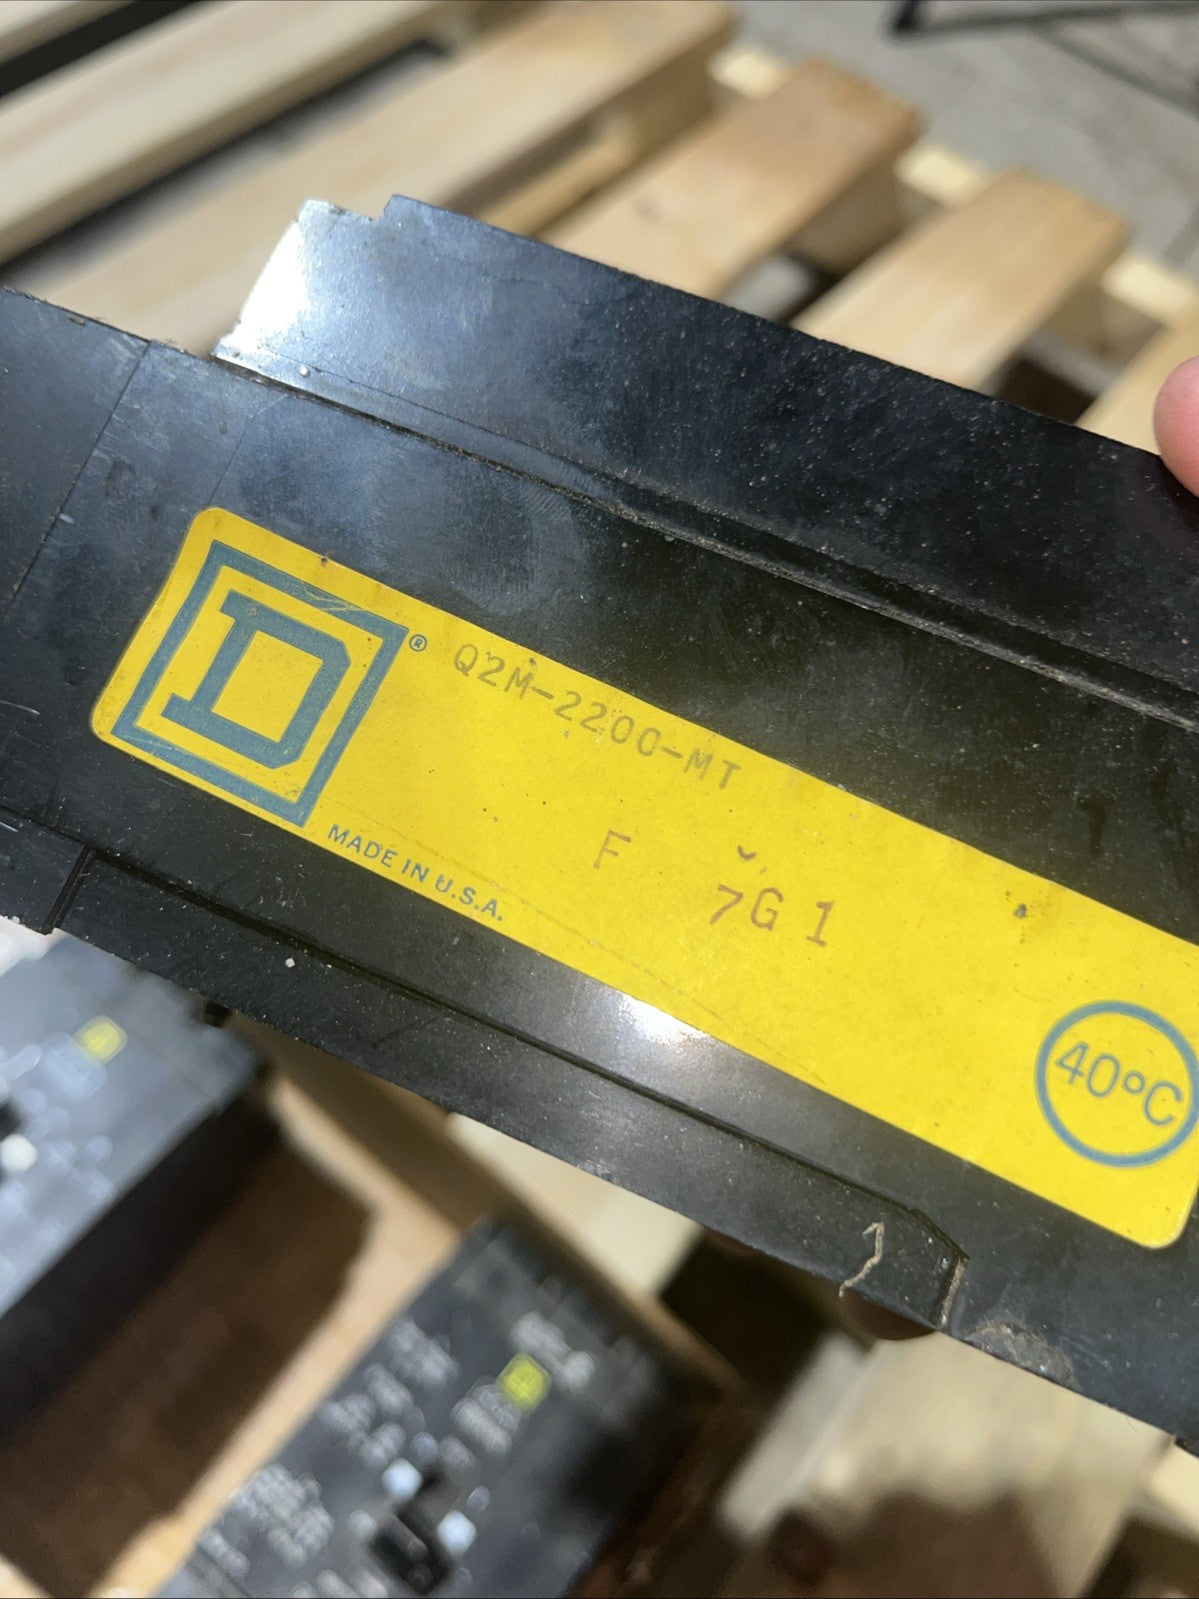 D®
Q2M-2200-MT
F 7G1
MADE IN U.S.A.
40°C